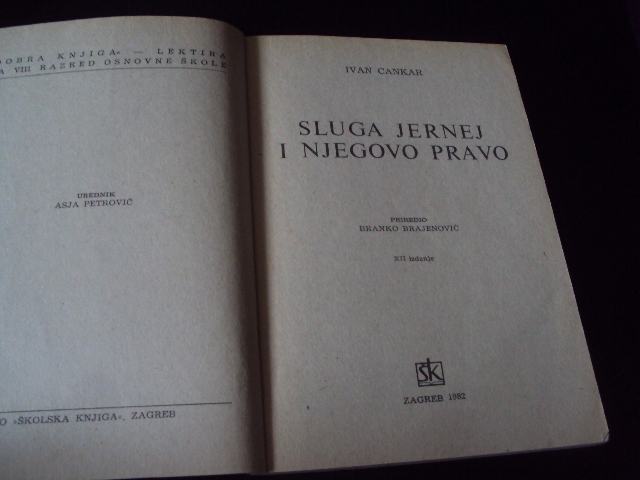 DOBRA KNJIGA« — LEKTIRA
A VIII RAZRED OSNOVNE ŠKOLE
UREDNIK
ASJA PETROVIĆ
O »ŠKOLSKA KNJIGA«, ZAGREB
IVAN CANKAR
SLUGA JERNEJ
I NJEGOVO PRAVO
PRIREDIO
BRANKO BRAJENOVIĆ
XII izdanje
ŠK
ZAGREB 1982